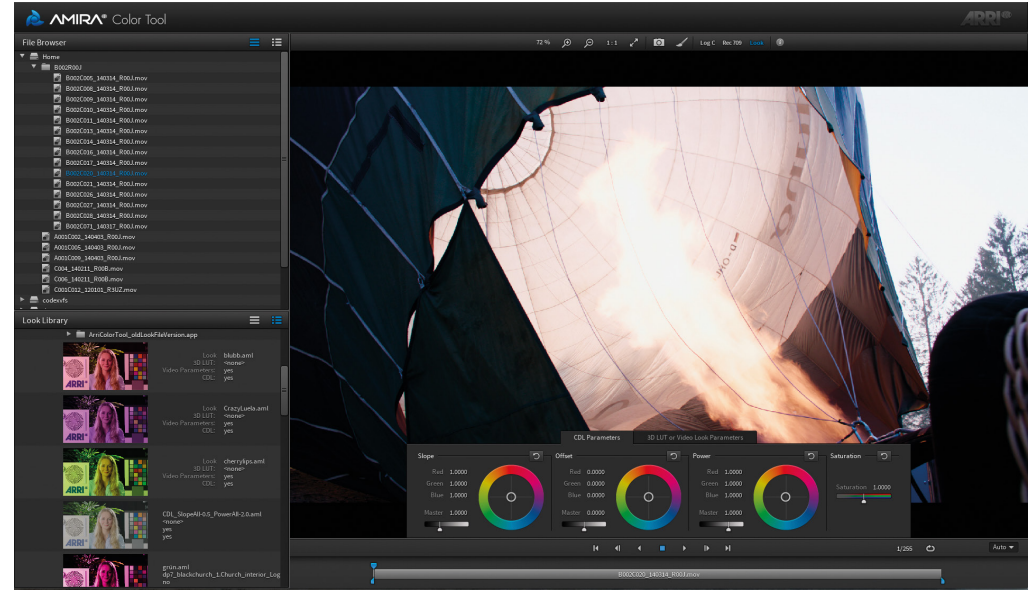 AMIRA® Color Tool
ARRI®
File Browser
72 %
1:1
Log C
Rec 709
Look
Home
B002R00J
B002C005_140314_R00J.mov
B002C008_140314_R00J.mov
B002C009_140314_R00J.mov
B002C010_140314_R00J.mov
B002C011_140314_R00J.mov
B002C013_140314_R00J.mov
B002C014_140314_R00J.mov
B002C016_140314_R00J.mov
B002C017_140314_R00J.mov
B002C020_140314_R00J.mov
B002C021_140314_R00J.mov
B002C026_140314_R00J.mov
B002C027_140314_R00J.mov
B002C028_140314_R00J.mov
B002C071_140317_R00J.mov
A001C002_140403_R00J.mov
A001C005_140403_R00J.mov
A001C009_140403_R00J.mov
C004_140211_R00B.mov
C006_140211_R00B.mov
C001C012_120101_R3UZ.mov
codexvfs
Look Library
ArriColorTool_oldLookFileVersion.app
ARRI
Look blubb.aml
3D LUT: <none>
Video Parameters: yes
CDL: yes
ARRI
Look CrazyLuela.aml
3D LUT: <none>
Video Parameters: yes
CDL: yes
ARRI
Look cherrylips.aml
3D LUT: <none>
Video Parameters: yes
CDL: yes
ARRI
CDL_SlopeAll-0.5_PowerAll-2.0.aml
<none>
yes
yes
grün.aml
dp7_blackchurch_1.Church_interior_Log
no
D-OMC
CDL Parameters
3D LUT or Video Look Parameters
Slope
Red 1.0000
Green 1.0000
Blue 1.0000
Master 1.0000
Offset
Red 0.0000
Green 0.0000
Blue 0.0000
Master 0.0000
Power
Red 1.0000
Green 1.0000
Blue 1.0000
Master 1.0000
Saturation
Saturation 1.0000
1/255
Auto
B002C020_140314_R00J.mov